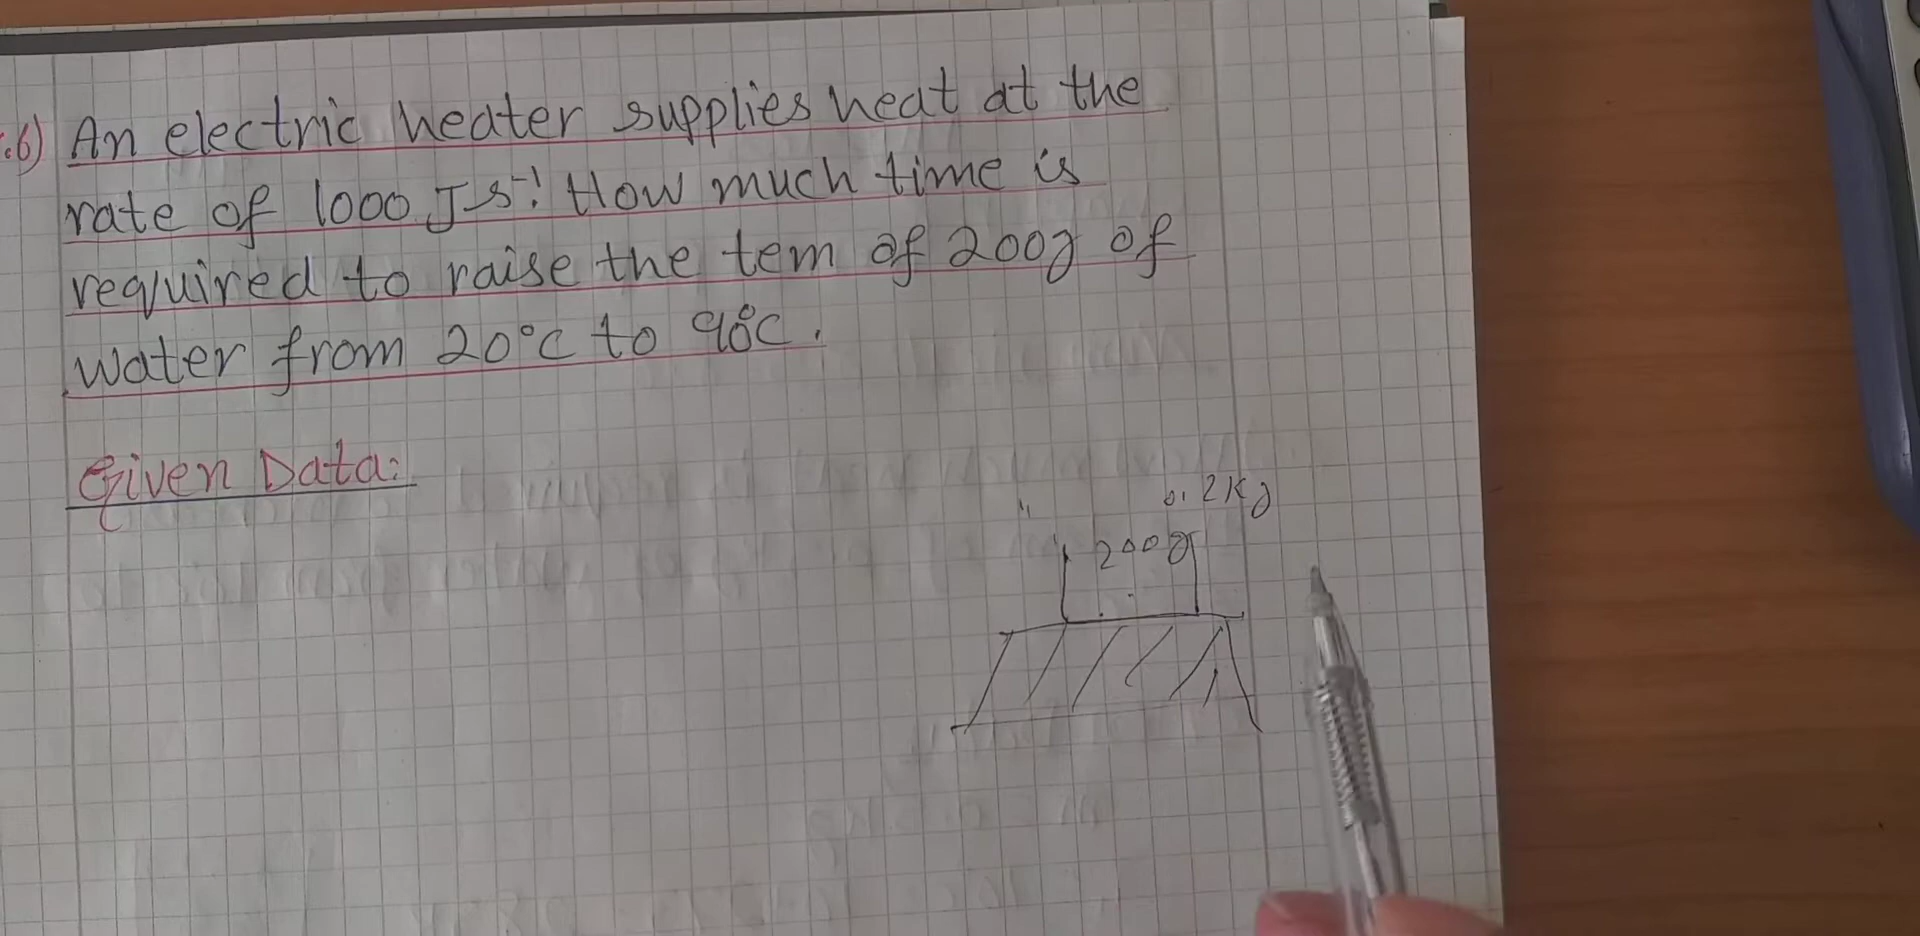 .6) An electric heater supplies heat at the
rate of 1000 Js⁻¹. How much time is
required to raise the tem of 200g of
water from 20°C to 90°C.
Given Data:
0.2Kg
200g